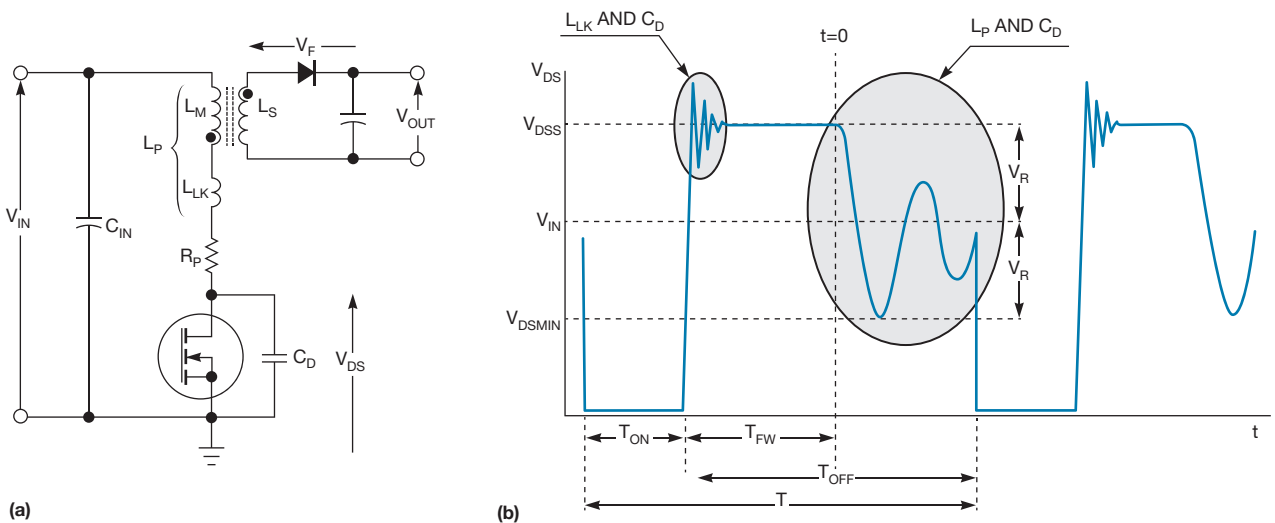 (a)
V_F
L_M
L_S
V_OUT
L_P
L_LK
V_IN
C_IN
R_P
C_D
V_DS
(b)
L_LK AND C_D
t=0
L_P AND C_D
V_DS
V_DSS
V_R
V_IN
V_R
V_DSMIN
T_ON
T_FW
t
T_OFF
T